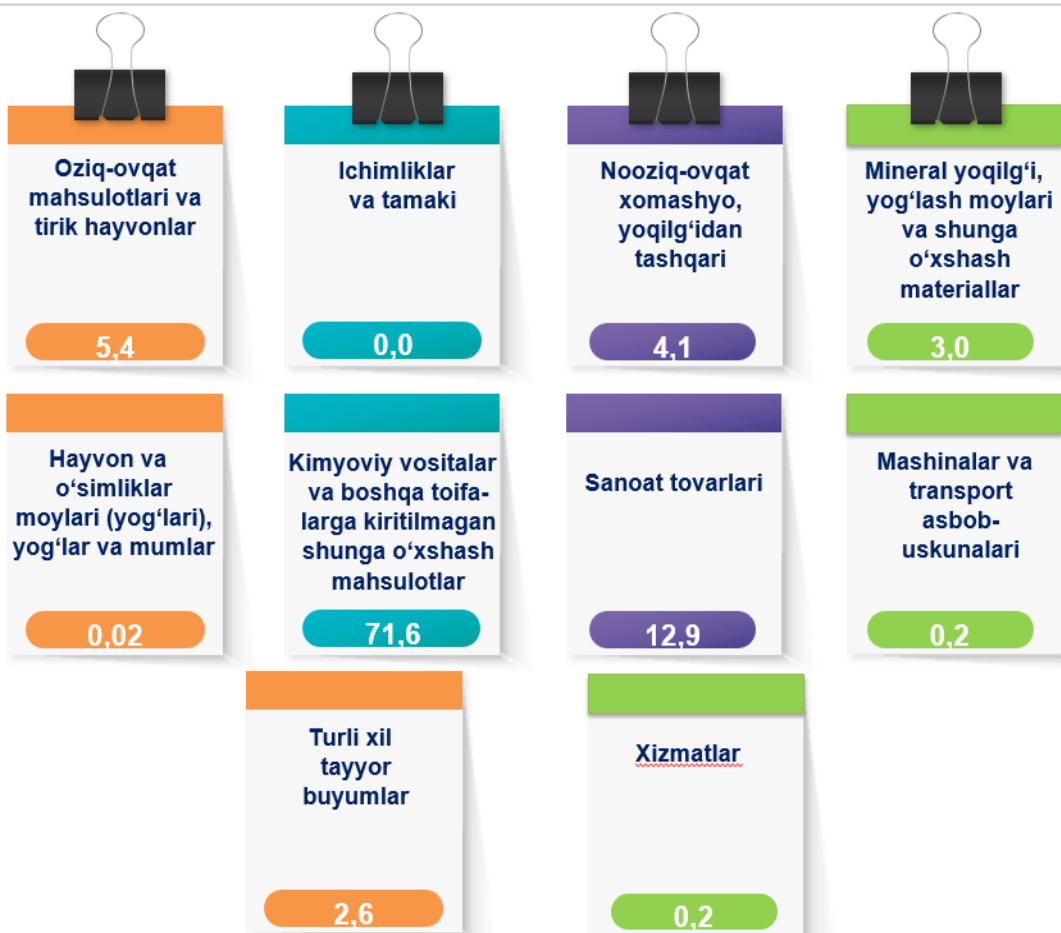 Oziq-ovqat
mahsulotlari va
tirik hayvonlar
5,4
Ichimliklar
va tamaki
0,0
Nooziq-ovqat
xomashyo,
yoqilg‘idan
tashqari
4,1
Mineral yoqilg‘i,
yog‘lash moylari
va shunga
o‘xshash
materiallar
3,0
Hayvon va
o‘simliklar
moylari (yog‘lari),
yog‘lar va mumlar
0,02
Kimyoviy vositalar
va boshqa toifa-
larga kiritilmagan
shunga o‘xshash
mahsulotlar
71,6
Sanoat tovarlari
12,9
Mashinalar va
transport
asbob-
uskunalari
0,2
Turli xil
tayyor
buyumlar
2,6
Xizmatlar
0,2